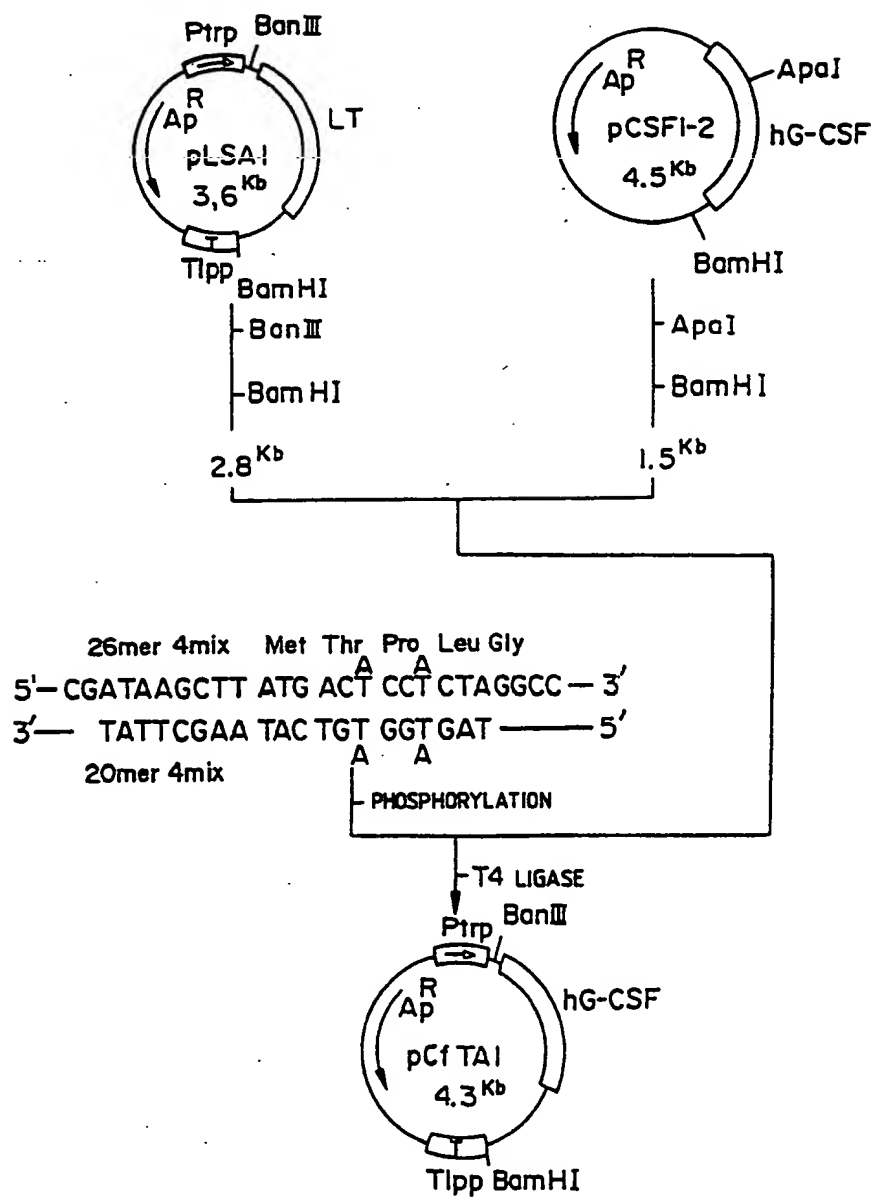 Ptrp BanIII
Ap R
LT
pLSA1
3,6 Kb
Tlpp
BamHI
BanIII
BamHI
2.8 Kb
Ap R
ApaI
pCSF1-2
hG-CSF
4.5 Kb
BamHI
ApaI
BamHI
1.5 Kb
26mer 4mix Met Thr Pro Leu Gly
A A
5'— CGATAAGCTT ATG ACT CCT CTAGGCC — 3'
3'— TATTCGAA TAC TGT GGT GAT — 5'
A A
20mer 4mix
PHOSPHORYLATION
T4 LIGASE
Ptrp BanIII
Ap R
hG-CSF
pCfTA1
4.3 Kb
T
Tlpp BamHI